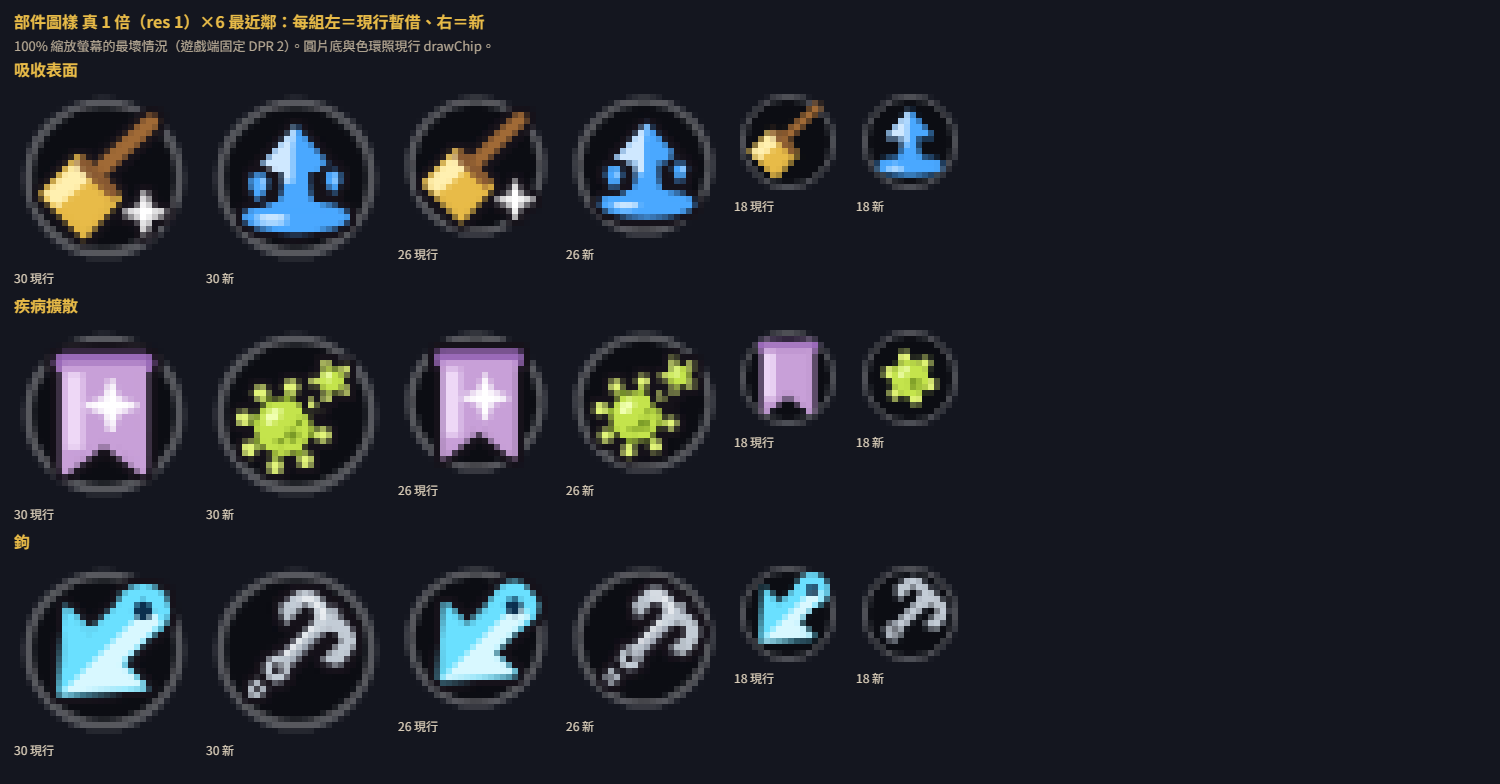 部件圖樣 真 1 倍（res 1）×6 最近鄰：每組左＝現行暫借、右＝新
100% 縮放螢幕的最壞情況（遊戲端固定 DPR 2）。圓片底與色環照現行 drawChip。
吸收表面
30 現行
30 新
26 現行
26 新
18 現行
18 新
疾病擴散
30 現行
30 新
26 現行
26 新
18 現行
18 新
鉤
30 現行
30 新
26 現行
26 新
18 現行
18 新